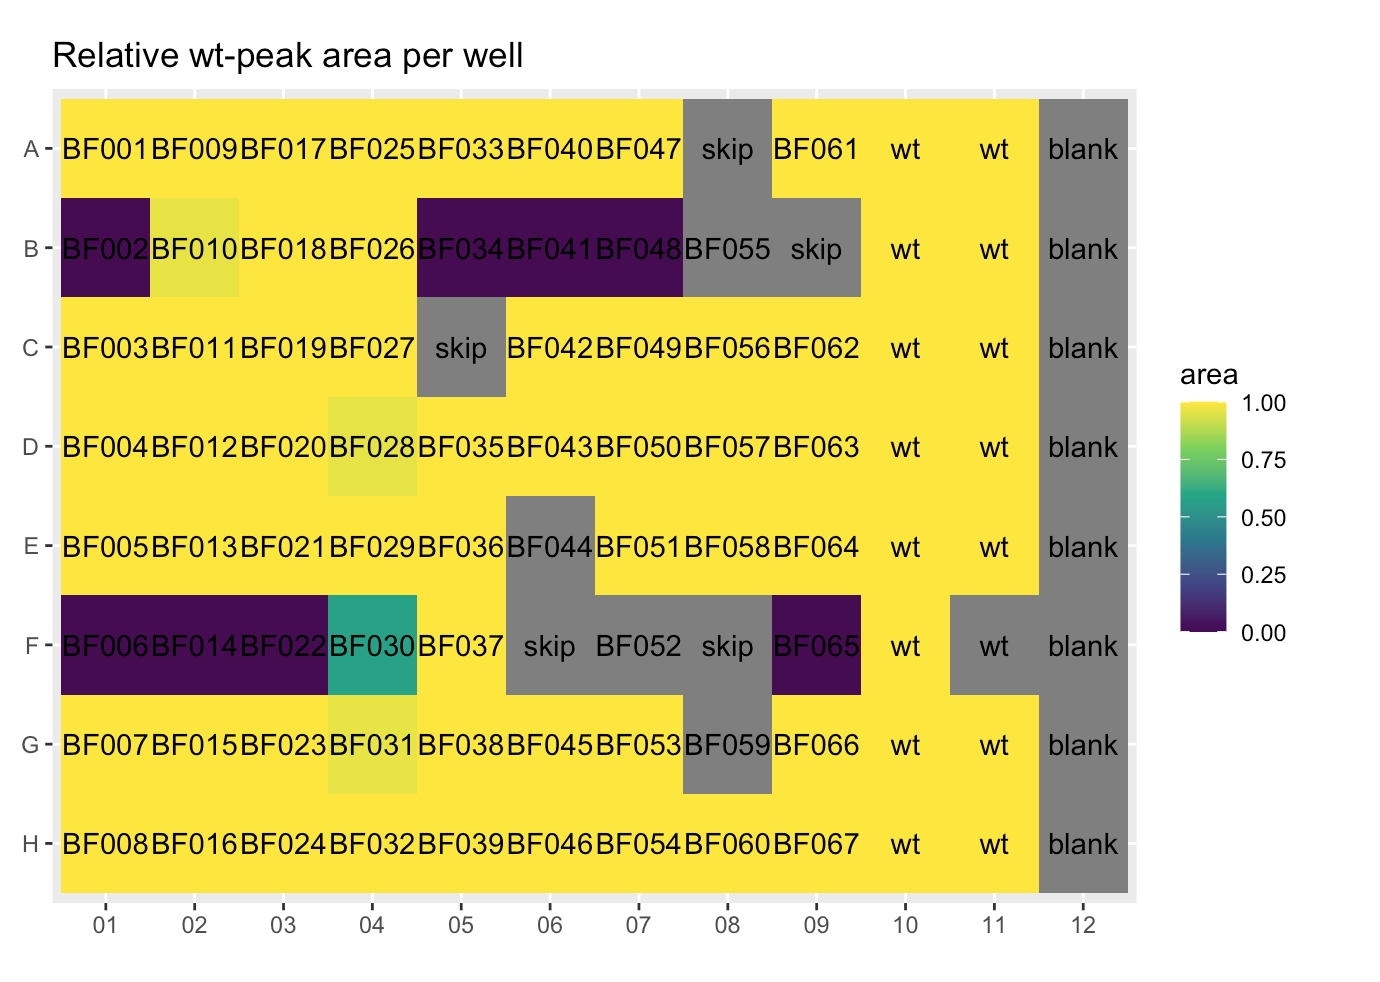 Relative wt-peak area per well
A BF001 BF009 BF017 BF025 BF033 BF040 BF047 skip BF061 wt wt blank
B BF002 BF010 BF018 BF026 BF034 BF041 BF048 BF055 skip wt wt blank
C BF003 BF011 BF019 BF027 skip BF042 BF049 BF056 BF062 wt wt blank
D BF004 BF012 BF020 BF028 BF035 BF043 BF050 BF057 BF063 wt wt blank
E BF005 BF013 BF021 BF029 BF036 BF044 BF051 BF058 BF064 wt wt blank
F BF006 BF014 BF022 BF030 BF037 skip BF052 skip BF065 wt wt blank
G BF007 BF015 BF023 BF031 BF038 BF045 BF053 BF059 BF066 wt wt blank
H BF008 BF016 BF024 BF032 BF039 BF046 BF054 BF060 BF067 wt wt blank
01 02 03 04 05 06 07 08 09 10 11 12
area
1.00
0.75
0.50
0.25
0.00